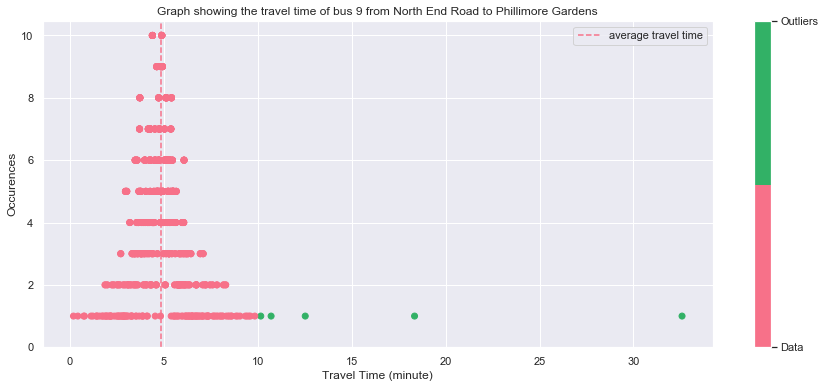 Graph showing the travel time of bus 9 from North End Road to Phillimore Gardens
average travel time
Outliers
Data
Occurences
10
8
6
4
2
0
0 5 10 15 20 25 30
Travel Time (minute)